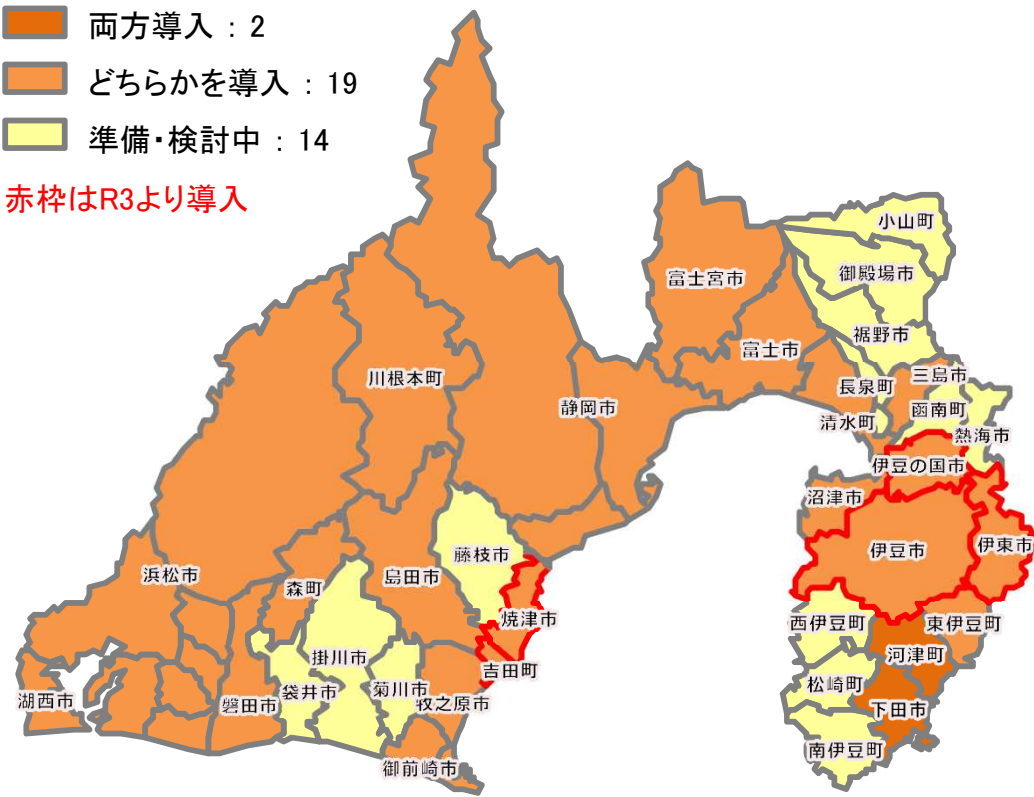 両方導入 : 2
どちらかを導入 : 19
準備・検討中 : 14
赤枠はR3より導入
小山町
御殿場市
富士宮市
裾野市
富士市
三島市
長泉町
川根本町
函南町
静岡市
清水町
熱海市
伊豆の国市
沼津市
伊東市
伊豆市
藤枝市
浜松市
島田市
森町
焼津市
西伊豆町
東伊豆町
掛川市
河津町
吉田町
松崎町
袋井市
菊川市
湖西市
磐田市
牧之原市
下田市
南伊豆町
御前崎市